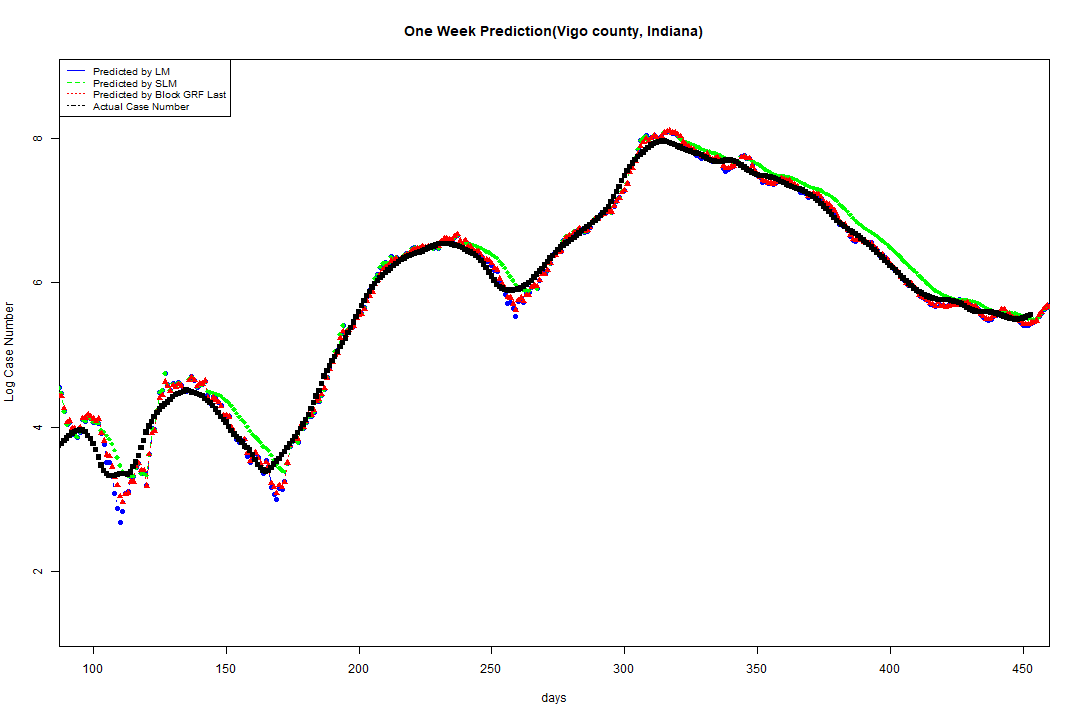 One Week Prediction(Vigo county, Indiana)
Predicted by LM
Predicted by SLM
Predicted by Block GRF Last
Actual Case Number
8
6
4
2
Log Case Number
100 150 200 250 300 350 400 450
days